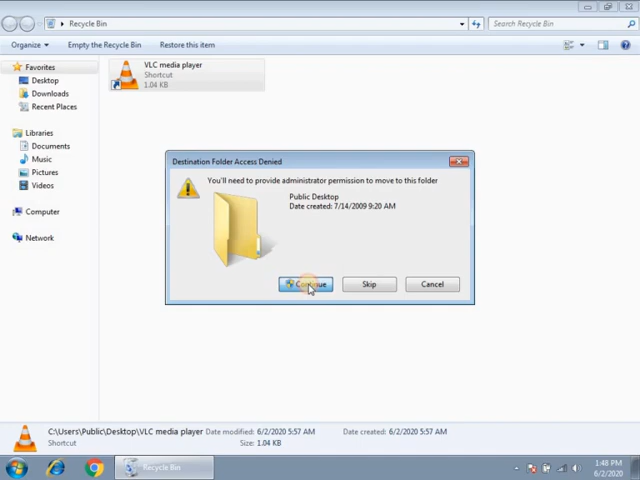 Recycle Bin
Search Recycle Bin
Organize
Empty the Recycle Bin
Restore this item
Favorites
Desktop
Downloads
Recent Places
Libraries
Documents
Music
Pictures
Videos
Computer
Network
VLC media player
Shortcut
1.04 KB
Destination Folder Access Denied
You'll need to provide administrator permission to move to this folder
Public Desktop
Date created: 7/14/2009 9:20 AM
Continue
Skip
Cancel
C:\Users\Public\Desktop\VLC media player Date modified: 6/2/2020 5:57 AM Date created: 6/2/2020 5:57 AM
Shortcut Size: 1.04 KB
Recycle Bin
1:48 PM
6/2/2020